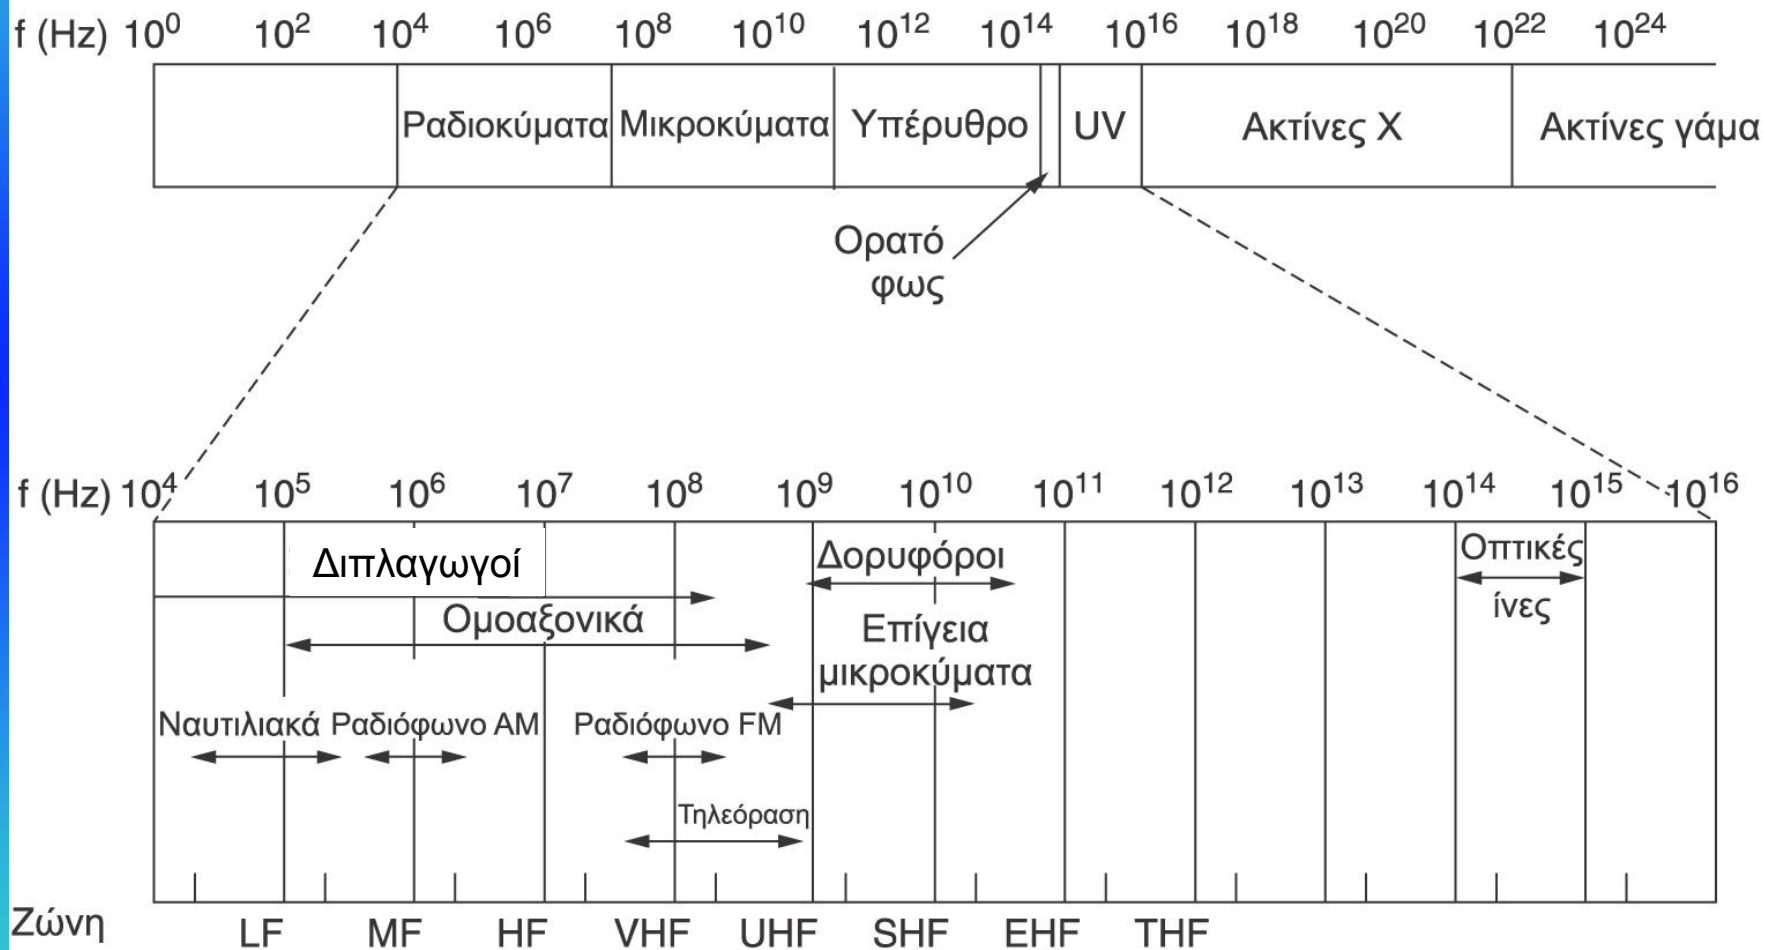 f (Hz) 10⁰ 10² 10⁴ 10⁶ 10⁸ 10¹⁰ 10¹² 10¹⁴ 10¹⁶ 10¹⁸ 10²⁰ 10²² 10²⁴
Ραδιοκύματα Μικροκύματα Υπέρυθρο UV Ακτίνες Χ Ακτίνες γάμα
Ορατό
φως
f (Hz) 10⁴ 10⁵ 10⁶ 10⁷ 10⁸ 10⁹ 10¹⁰ 10¹¹ 10¹² 10¹³ 10¹⁴ 10¹⁵ 10¹⁶
Διπλαγωγοί
Δορυφόροι
Οπτικές
ίνες
Ομοαξονικά
Επίγεια
μικροκύματα
Ναυτιλιακά Ραδιόφωνο AM Ραδιόφωνο FM
Τηλεόραση
Ζώνη LF MF HF VHF UHF SHF EHF THF